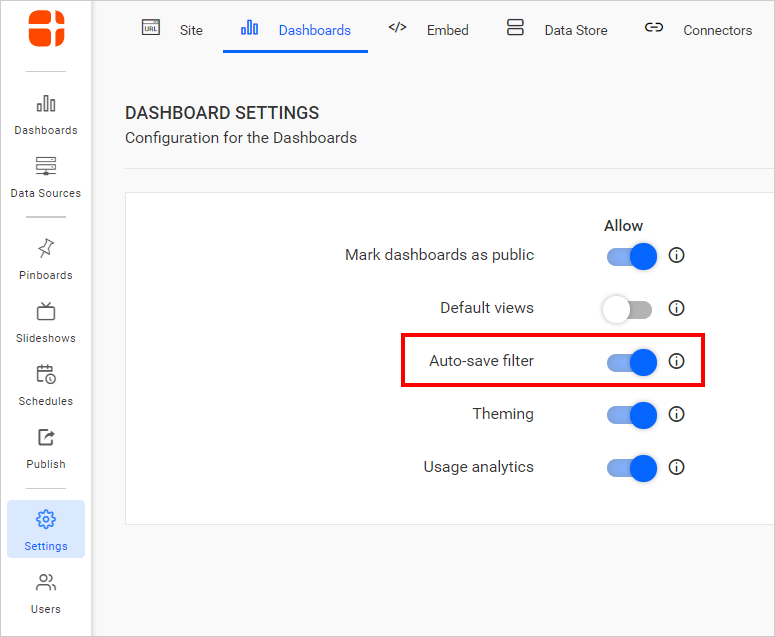 URL
Site
Dashboards
Embed
Data Store
Connectors
Dashboards
Data Sources
Pinboards
Slideshows
Schedules
Publish
Settings
Users
DASHBOARD SETTINGS
Configuration for the Dashboards
Allow
Mark dashboards as public
Default views
Auto-save filter
Theming
Usage analytics